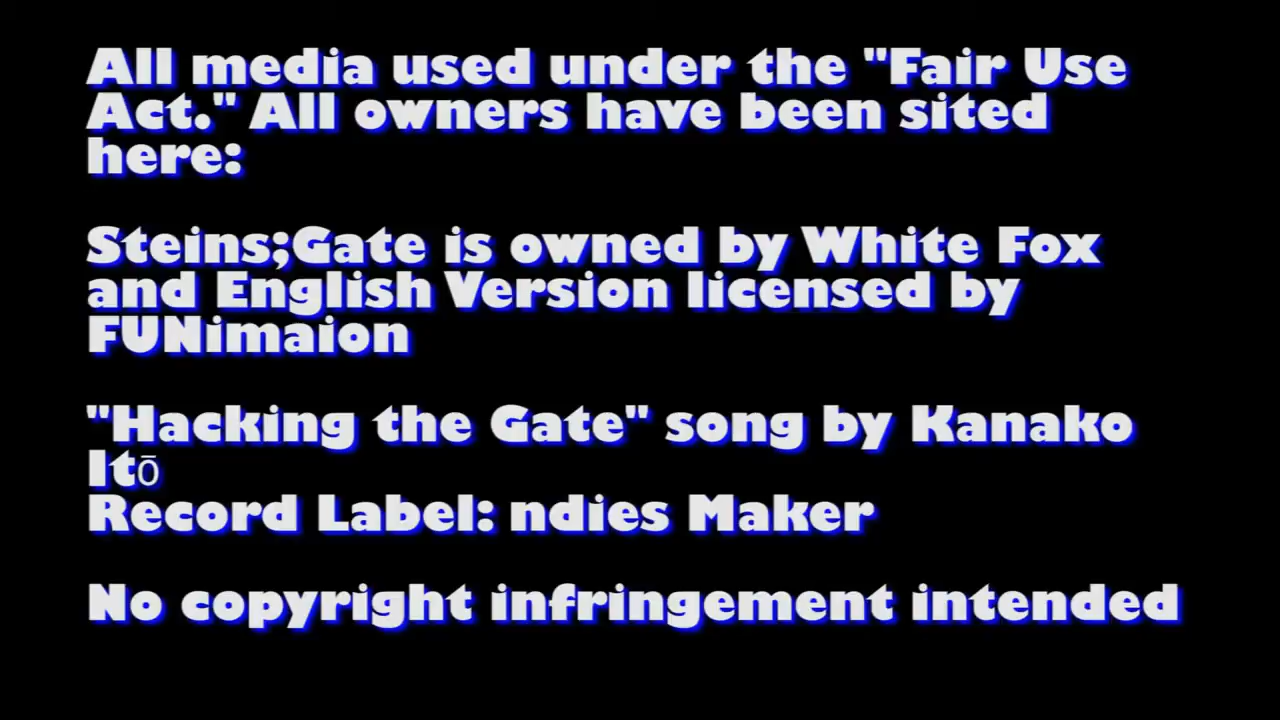 All media used under the "Fair Use
Act." All owners have been sited
here:
Steins;Gate is owned by White Fox
and English Version licensed by
FUNimaion
"Hacking the Gate" song by Kanako
Itō
Record Label: ndies Maker
No copyright infringement intended